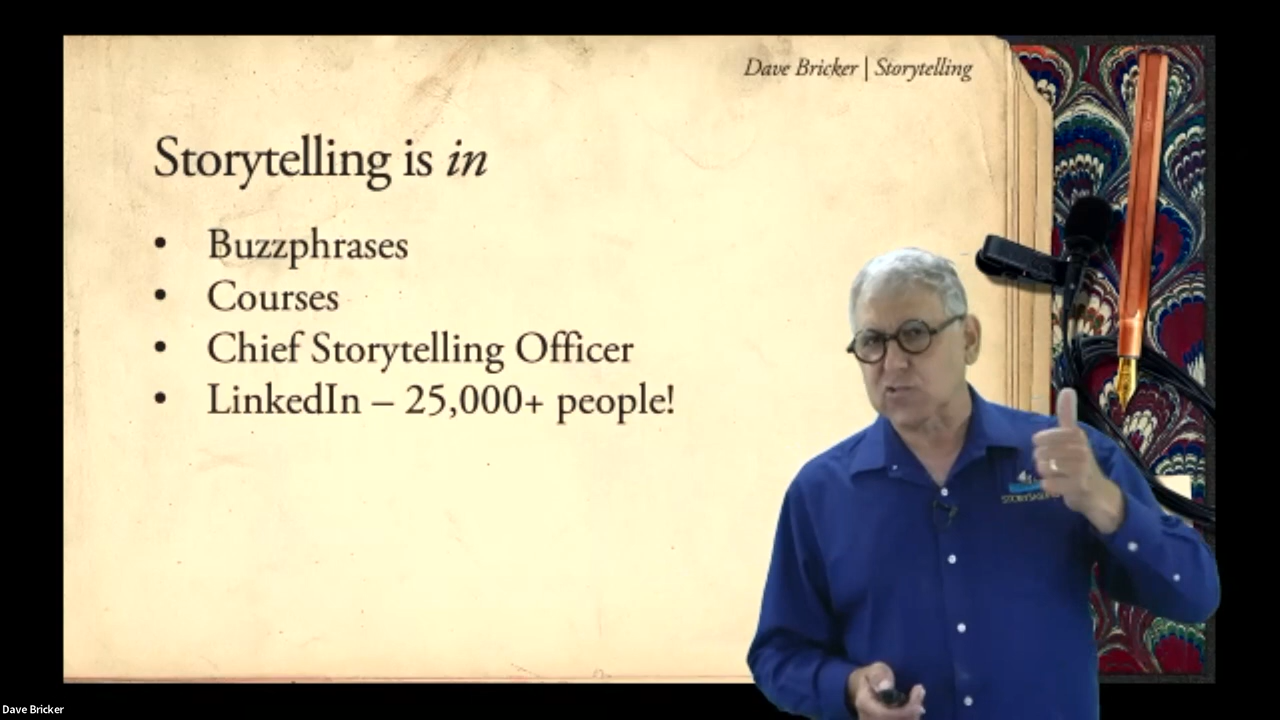 Dave Bricker | Storytelling
Storytelling is in
• Buzzphrases
• Courses
• Chief Storytelling Officer
• LinkedIn – 25,000+ people!
Dave Bricker